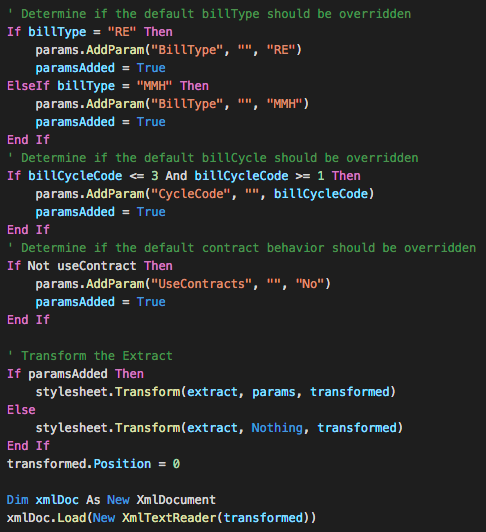 ' Determine if the default billType should be overridden
If billType = "RE" Then
    params.AddParam("BillType", "", "RE")
    paramsAdded = True
ElseIf billType = "MMH" Then
    params.AddParam("BillType", "", "MMH")
    paramsAdded = True
End If
' Determine if the default billCycle should be overridden
If billCycleCode <= 3 And billCycleCode >= 1 Then
    params.AddParam("CycleCode", "", billCycleCode)
    paramsAdded = True
End If
' Determine if the default contract behavior should be overridden
If Not useContract Then
    params.AddParam("UseContracts", "", "No")
    paramsAdded = True
End If

' Transform the Extract
If paramsAdded Then
    stylesheet.Transform(extract, params, transformed)
Else
    stylesheet.Transform(extract, Nothing, transformed)
End If
transformed.Position = 0

Dim xmlDoc As New XmlDocument
xmlDoc.Load(New XmlTextReader(transformed))